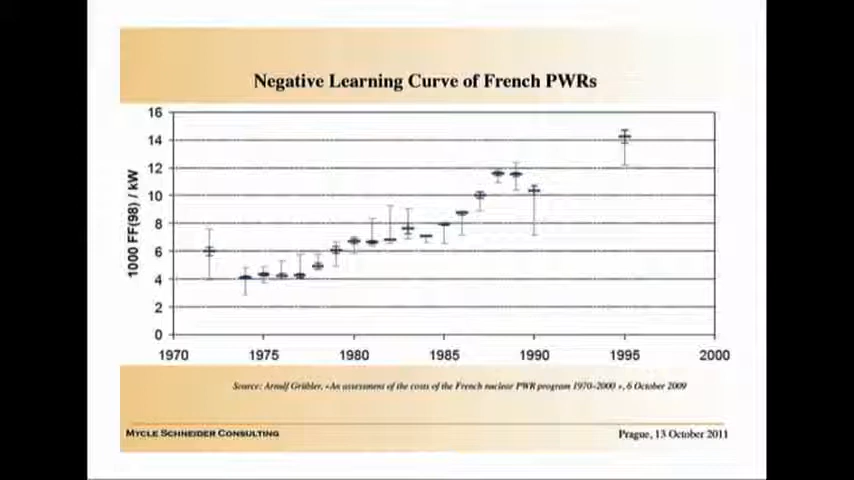 Negative Learning Curve of French PWRs
16
14
12
10
8
6
4
2
0
1000 FF(98) / kW
1970 1975 1980 1985 1990 1995 2000
Source: Arnulf Grübler, «An assessment of the costs of the French nuclear PWR program 1970–2000 », 6 October 2009
MYCLE SCHNEIDER CONSULTING
Prague, 13 October 2011